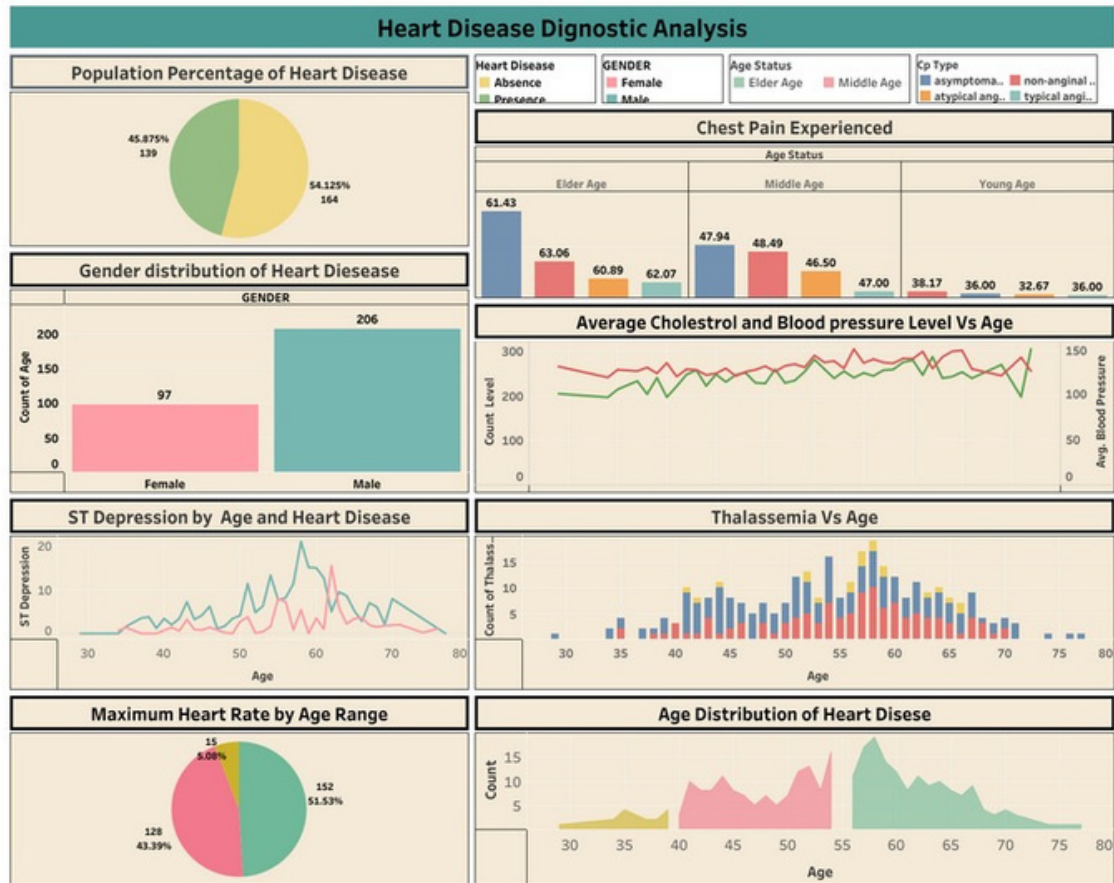 Heart Disease Dignostic Analysis
Population Percentage of Heart Disease
45.875%
139
54.125%
164
Heart Disease
Absence
Presence
GENDER
Female
Male
Age Status
Elder Age
Middle Age
Cp Type
asymptoma..
non-anginal ..
atypical ang..
typical angi..
Chest Pain Experienced
Age Status
Elder Age
Middle Age
Young Age
61.43
63.06
60.89
62.07
47.94
48.49
46.50
47.00
38.17
36.00
32.67
36.00
Gender distribution of Heart Diesease
GENDER
Count of Age
200
150
100
50
0
97
206
Female
Male
Average Cholestrol and Blood pressure Level Vs Age
Count Level
300
200
100
0
150
100
50
0
Avg. Blood Pressure
ST Depression by Age and Heart Disease
ST Depression
20
10
0
30 40 50 60 70 80
Age
Thalassemia Vs Age
Count of Thalass..
15
10
5
30 35 40 45 50 55 60 65 70 75 80
Age
Maximum Heart Rate by Age Range
15
5.08%
152
51.53%
128
43.39%
Age Distribution of Heart Disese
Count
15
10
5
30 35 40 45 50 55 60 65 70 75 80
Age